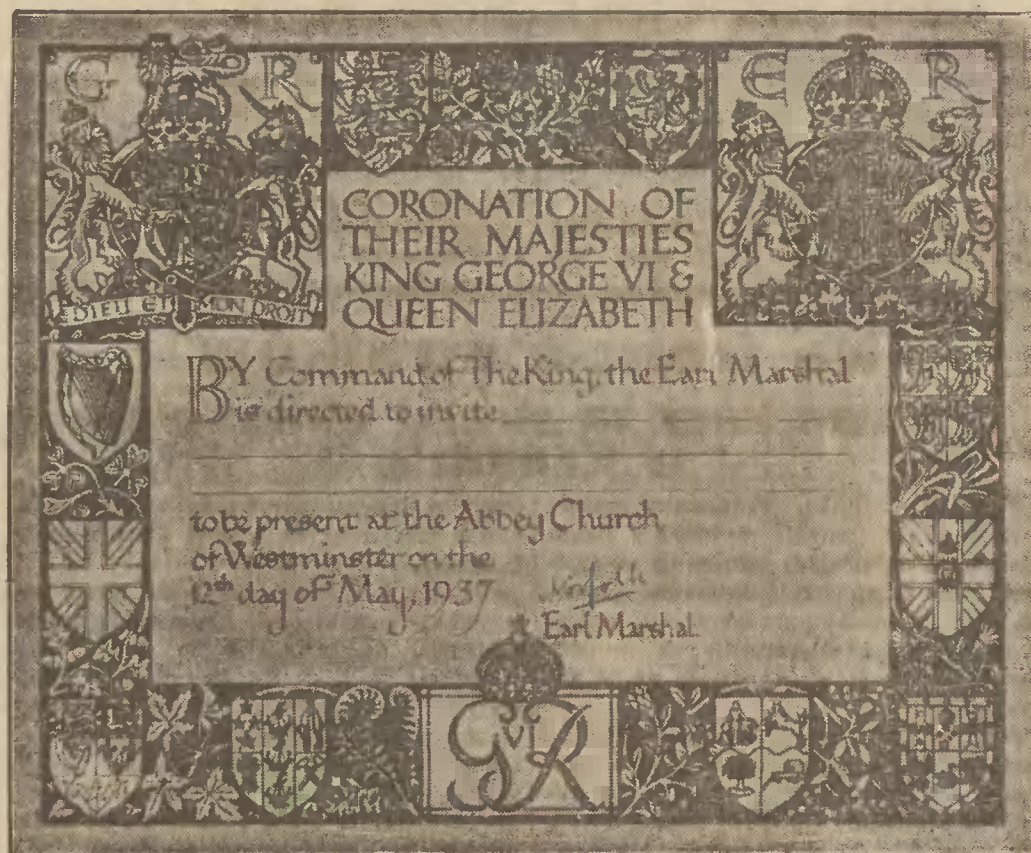 G R
E R
CORONATION OF
THEIR MAJESTIES
KING GEORGE VI &
QUEEN ELIZABETH
DIEU ET MON DROIT
BY Command of The King, the Earl Marshal
is directed to invite
to be present at the Abbey Church
of Westminster on the
12th day of May, 1937
Earl Marshal.
GVIR